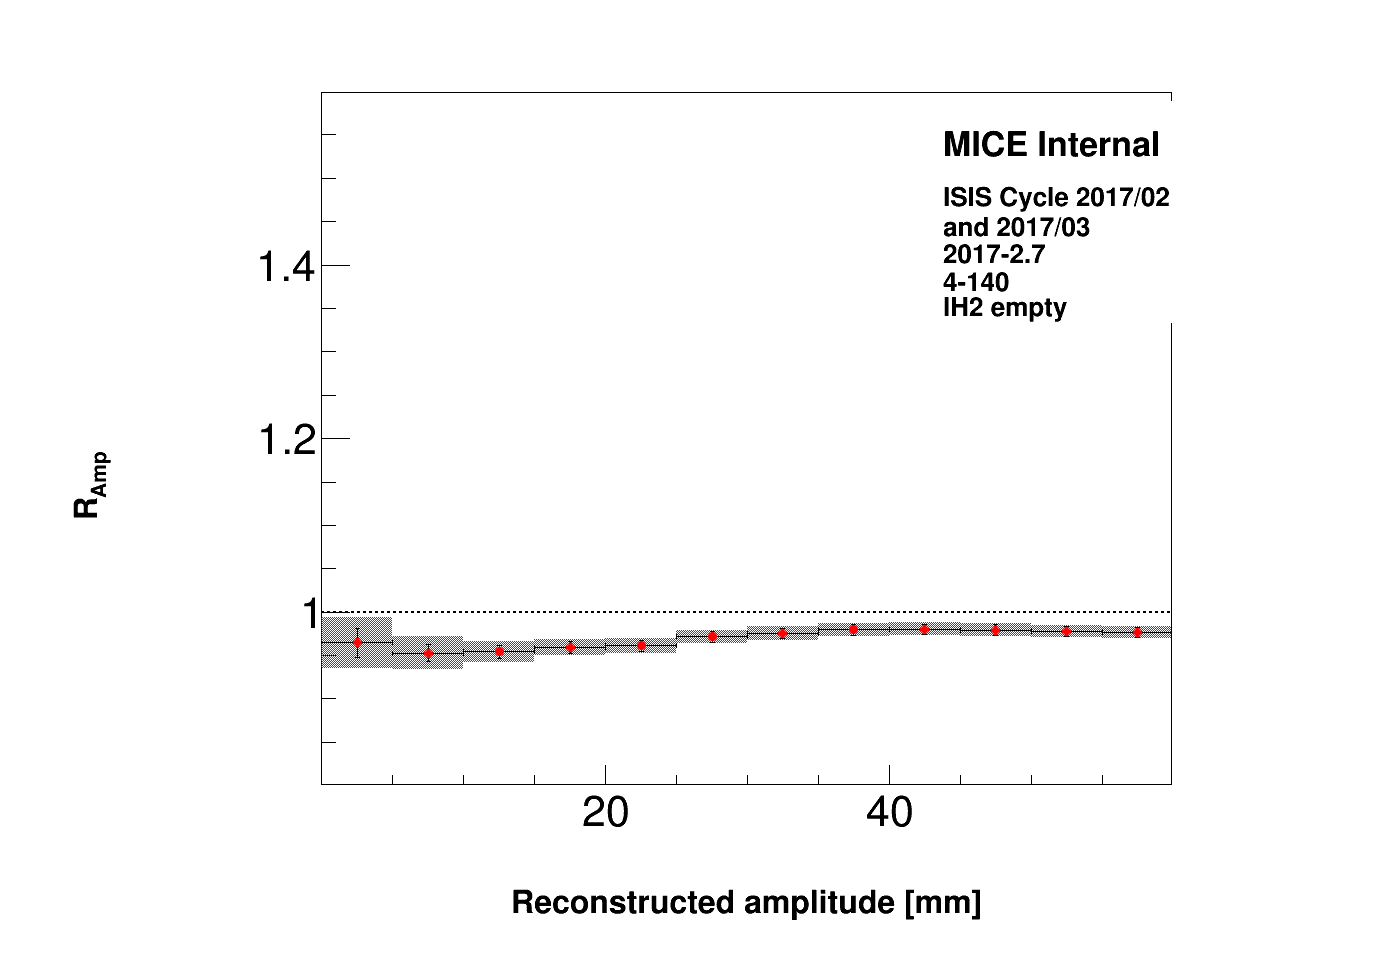 MICE Internal
ISIS Cycle 2017/02
and 2017/03
2017-2.7
4-140
lH2 empty
1.4
1.2
1
R_Amp
20
40
Reconstructed amplitude [mm]